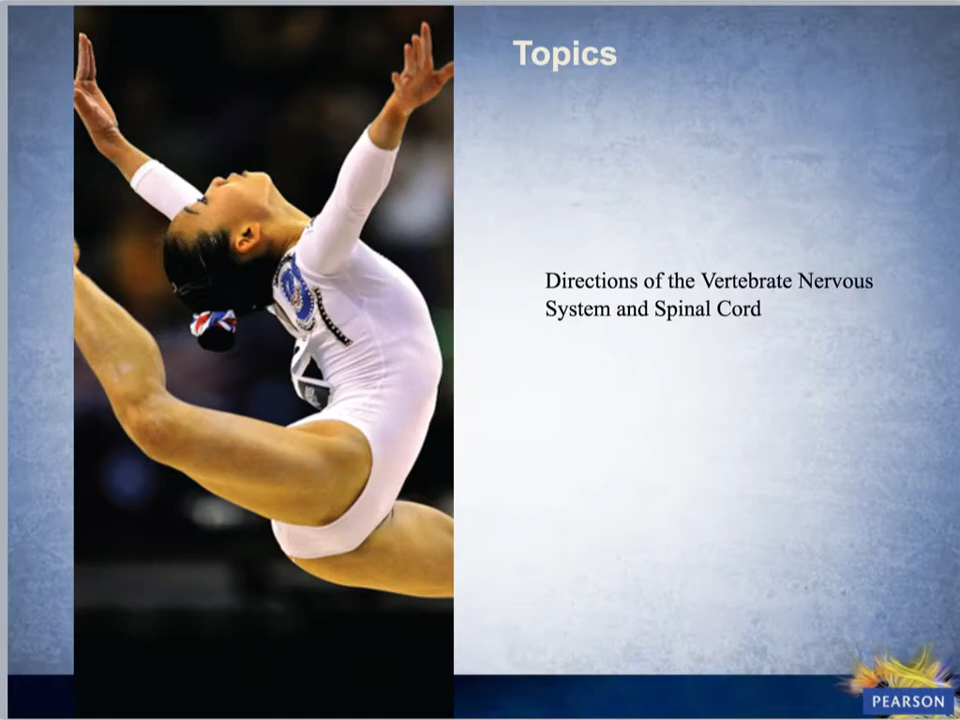 Topics
Directions of the Vertebrate Nervous
System and Spinal Cord
PEARSON